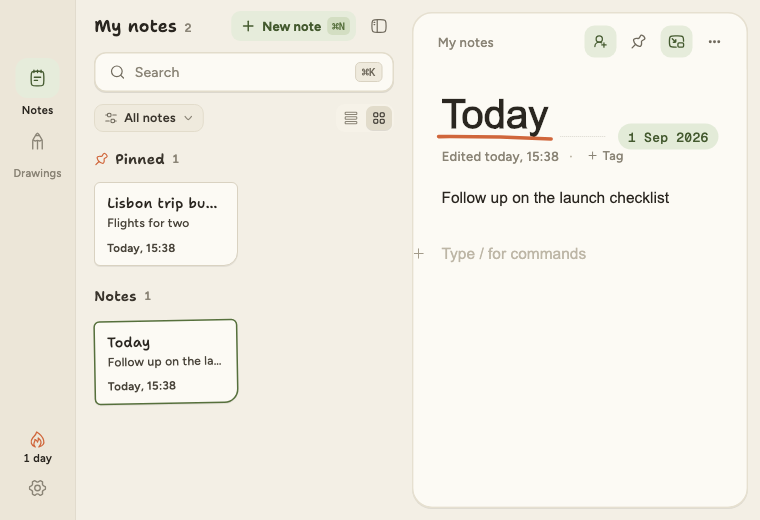 Notes
Drawings
1 day
My notes 2
New note ⌘N
Search
⌘K
All notes
Pinned 1
Lisbon trip bu...
Flights for two
Today, 15:38
Notes 1
Today
Follow up on the la...
Today, 15:38
My notes
Today
1 Sep 2026
Edited today, 15:38 · + Tag
Follow up on the launch checklist
Type / for commands